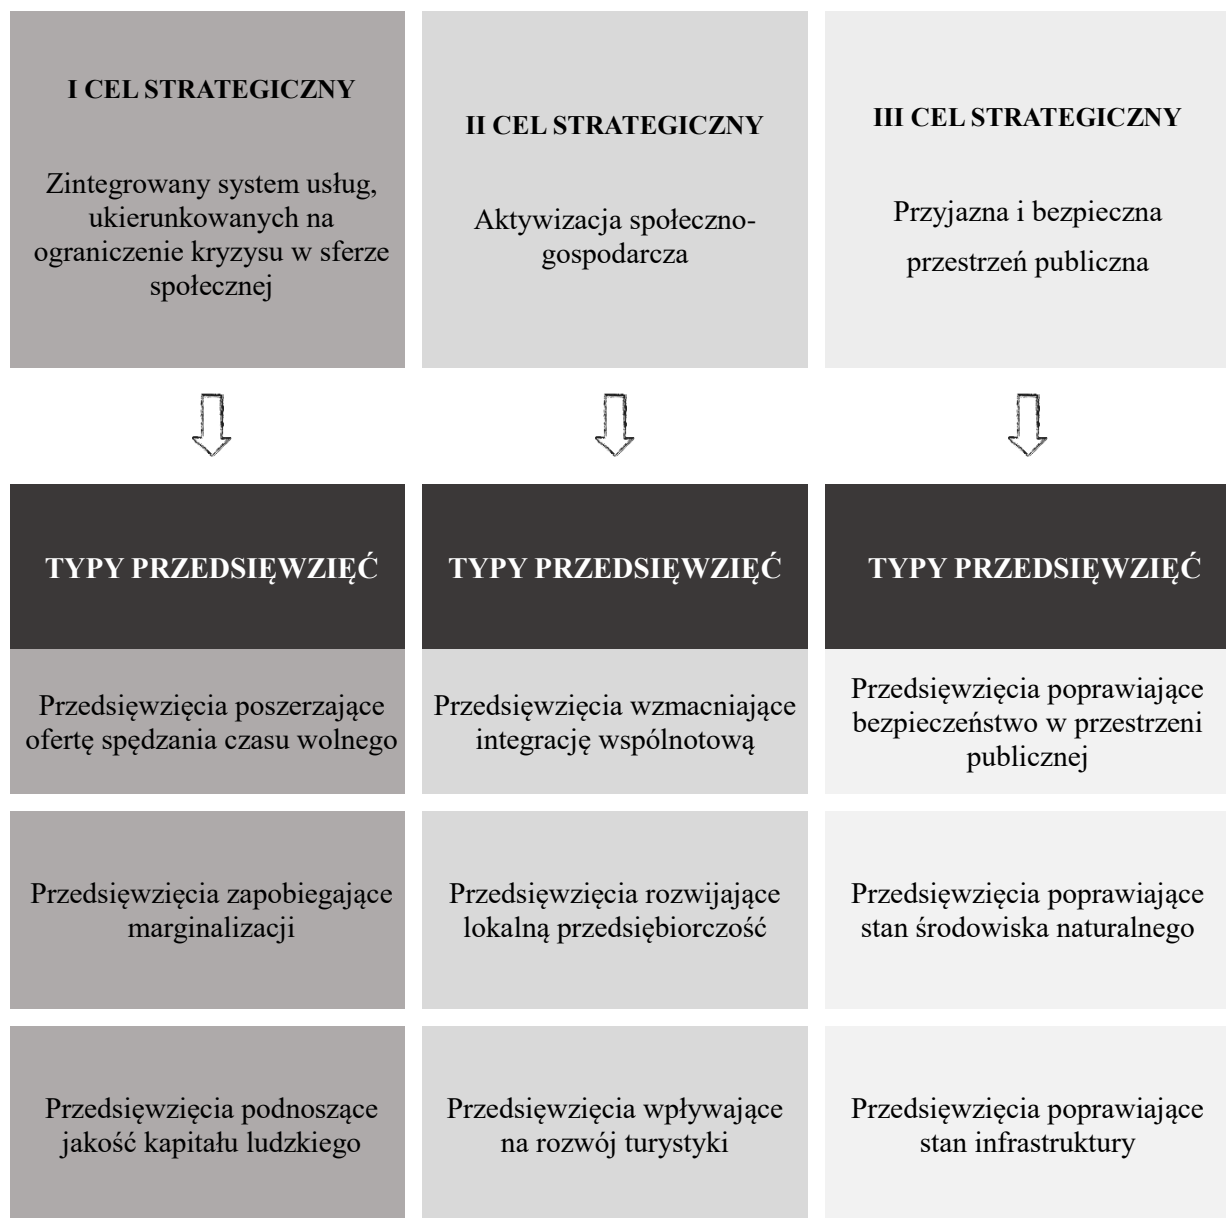 I CEL STRATEGICZNY
Zintegrowany system usług,
ukierunkowanych na
ograniczenie kryzysu w sferze
społecznej
II CEL STRATEGICZNY
Aktywizacja społeczno-
gospodarcza
III CEL STRATEGICZNY
Przyjazna i bezpieczna
przestrzeń publiczna
TYPY PRZEDSIĘWZIĘĆ
TYPY PRZEDSIĘWZIĘĆ
TYPY PRZEDSIĘWZIĘĆ
Przedsięwzięcia poszerzające
ofertę spędzania czasu wolnego
Przedsięwzięcia wzmacniające
integrację wspólnotową
Przedsięwzięcia poprawiające
bezpieczeństwo w przestrzeni
publicznej
Przedsięwzięcia zapobiegające
marginalizacji
Przedsięwzięcia rozwijające
lokalną przedsiębiorczość
Przedsięwzięcia poprawiające
stan środowiska naturalnego
Przedsięwzięcia podnoszące
jakość kapitału ludzkiego
Przedsięwzięcia wpływające
na rozwój turystyki
Przedsięwzięcia poprawiające
stan infrastruktury